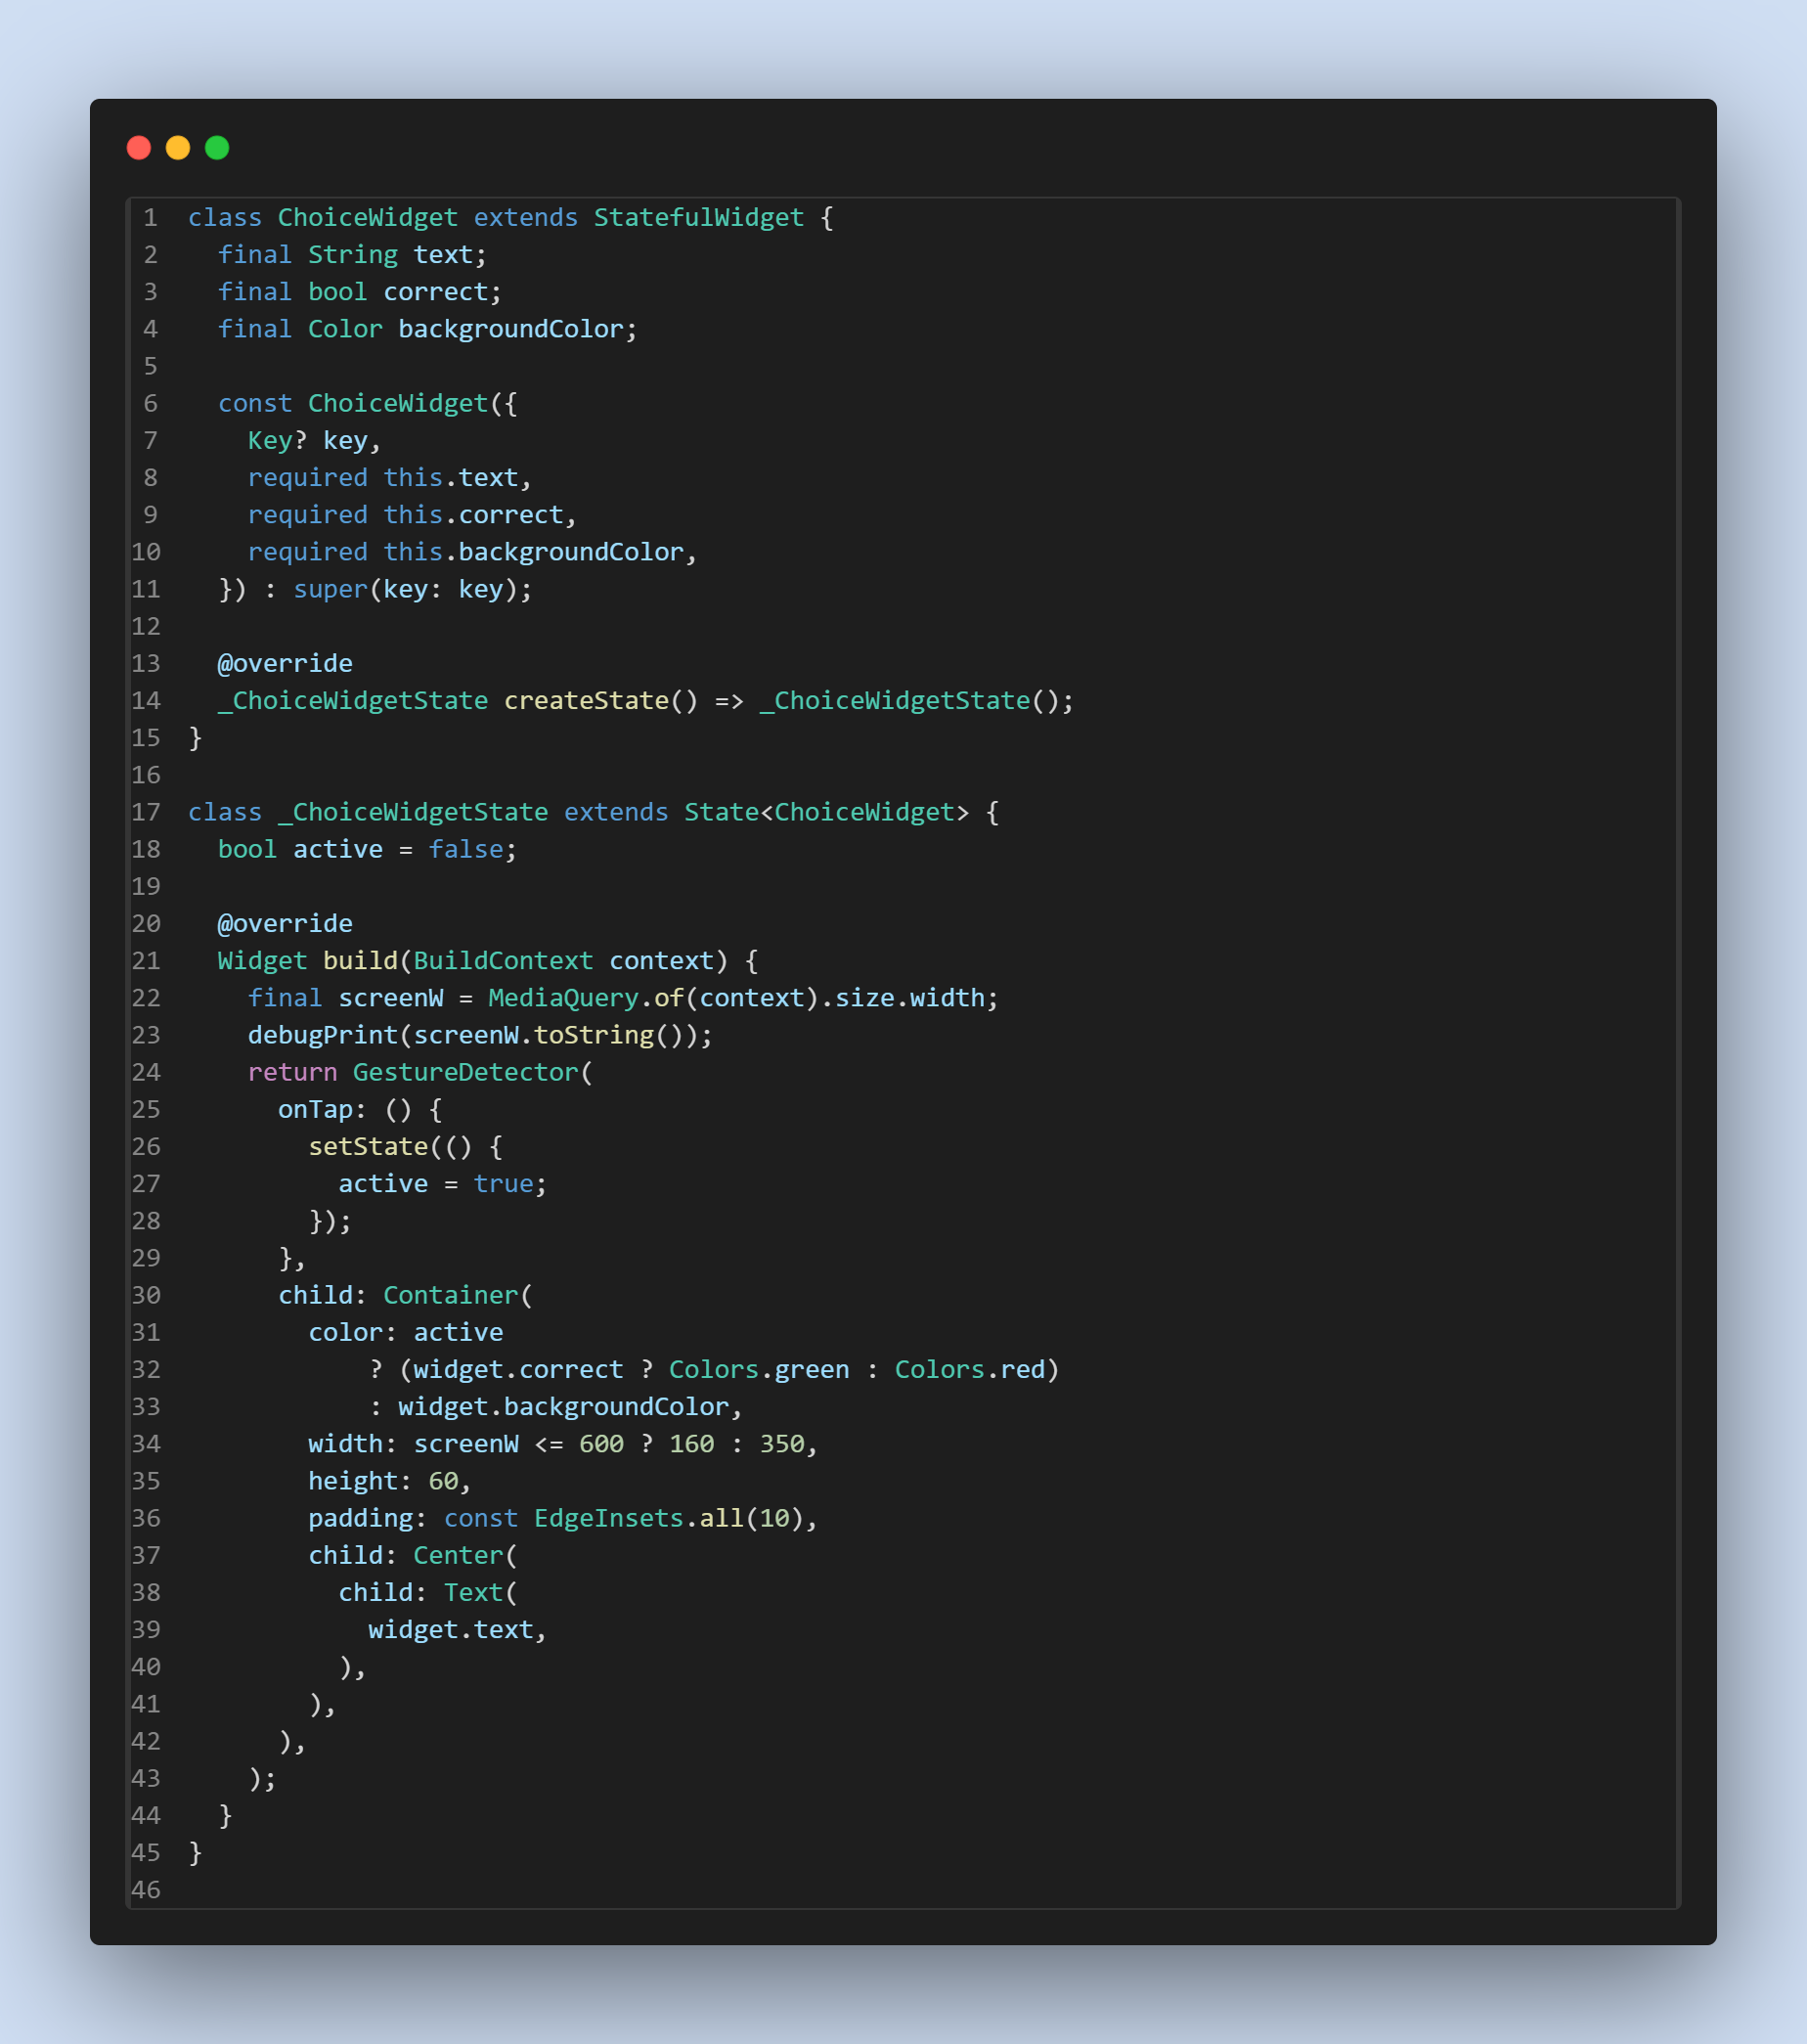 1 class ChoiceWidget extends StatefulWidget {
2   final String text;
3   final bool correct;
4   final Color backgroundColor;
5
6   const ChoiceWidget({
7     Key? key,
8     required this.text,
9     required this.correct,
10     required this.backgroundColor,
11   }) : super(key: key);
12
13   @override
14   _ChoiceWidgetState createState() => _ChoiceWidgetState();
15 }
16
17 class _ChoiceWidgetState extends State<ChoiceWidget> {
18   bool active = false;
19
20   @override
21   Widget build(BuildContext context) {
22     final screenW = MediaQuery.of(context).size.width;
23     debugPrint(screenW.toString());
24     return GestureDetector(
25       onTap: () {
26         setState(() {
27           active = true;
28         });
29       },
30       child: Container(
31         color: active
32             ? (widget.correct ? Colors.green : Colors.red)
33             : widget.backgroundColor,
34         width: screenW <= 600 ? 160 : 350,
35         height: 60,
36         padding: const EdgeInsets.all(10),
37         child: Center(
38           child: Text(
39             widget.text,
40           ),
41         ),
42       ),
43     );
44   }
45 }
46